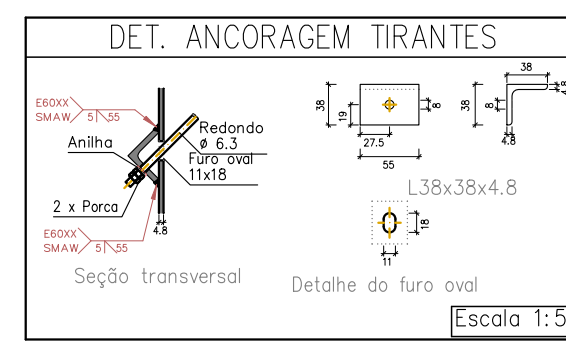 DET. ANCORAGEM TIRANTES
E60XX
SMAW 5 55
Anilha
Redondo
ø 6.3
Furo oval
11x18
2 x Porca
E60XX
SMAW 5 55
4.8
Seção transversal
38
19
8
27.5
55
38
4.8
38
8
4.8
L38x38x4.8
18
11
Detalhe do furo oval
Escala 1:5